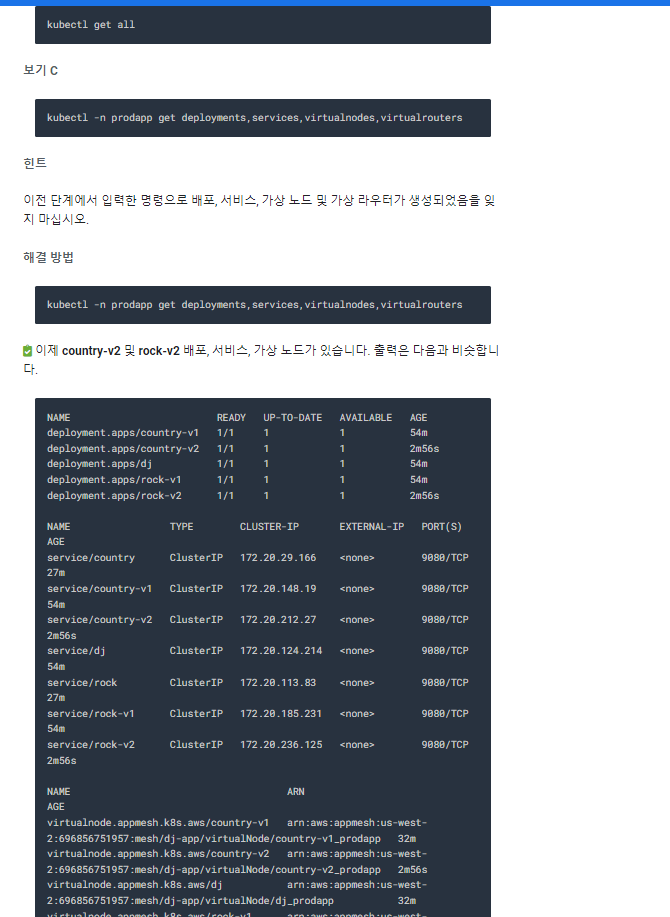 kubectl get all
보기 C
kubectl -n prodapp get deployments,services,virtualnodes,virtualrouters
힌트
이전 단계에서 입력한 명령으로 배포, 서비스, 가상 노드 및 가상 라우터가 생성되었음을 잊
지 마십시오.
해결 방법
kubectl -n prodapp get deployments,services,virtualnodes,virtualrouters
이제 country-v2 및 rock-v2 배포, 서비스, 가상 노드가 있습니다. 출력은 다음과 비슷합니
다.
NAME READY UP-TO-DATE AVAILABLE AGE
deployment.apps/country-v1 1/1 1 1 54m
deployment.apps/country-v2 1/1 1 1 2m56s
deployment.apps/dj 1/1 1 1 54m
deployment.apps/rock-v1 1/1 1 1 54m
deployment.apps/rock-v2 1/1 1 1 2m56s
NAME TYPE CLUSTER-IP EXTERNAL-IP PORT(S)
AGE
service/country ClusterIP 172.20.29.166 <none> 9080/TCP
27m
service/country-v1 ClusterIP 172.20.148.19 <none> 9080/TCP
54m
service/country-v2 ClusterIP 172.20.212.27 <none> 9080/TCP
2m56s
service/dj ClusterIP 172.20.124.214 <none> 9080/TCP
54m
service/rock ClusterIP 172.20.113.83 <none> 9080/TCP
27m
service/rock-v1 ClusterIP 172.20.185.231 <none> 9080/TCP
54m
service/rock-v2 ClusterIP 172.20.236.125 <none> 9080/TCP
2m56s
NAME ARN
AGE
virtualnode.appmesh.k8s.aws/country-v1 arn:aws:appmesh:us-west-
2:696856751957:mesh/dj-app/virtualNode/country-v1_prodapp 32m
virtualnode.appmesh.k8s.aws/country-v2 arn:aws:appmesh:us-west-
2:696856751957:mesh/dj-app/virtualNode/country-v2_prodapp 2m56s
virtualnode.appmesh.k8s.aws/dj arn:aws:appmesh:us-west-
2:696856751957:mesh/dj-app/virtualNode/dj_prodapp 32m
virtualnode.appmesh.k8s.aws/rock-v1 arn:aws:appmesh:us-west-